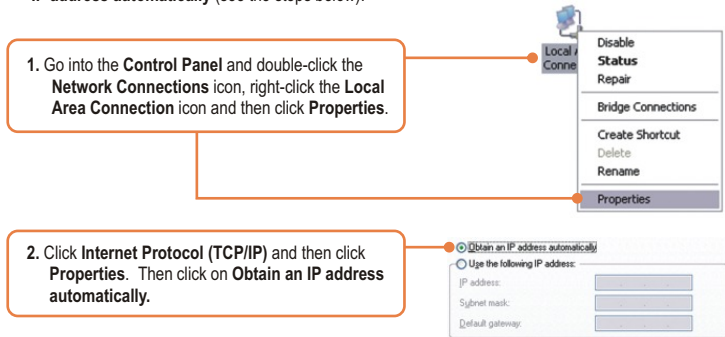 IP address automatically (see the steps below).
1. Go into the Control Panel and double-click the
Network Connections icon, right-click the Local
Area Connection icon and then click Properties.
Local A
Conne
Disable
Status
Repair
Bridge Connections
Create Shortcut
Delete
Rename
Properties
2. Click Internet Protocol (TCP/IP) and then click
Properties. Then click on Obtain an IP address
automatically.
Obtain an IP address automatically
Use the following IP address:
IP address:
Subnet mask:
Default gateway: